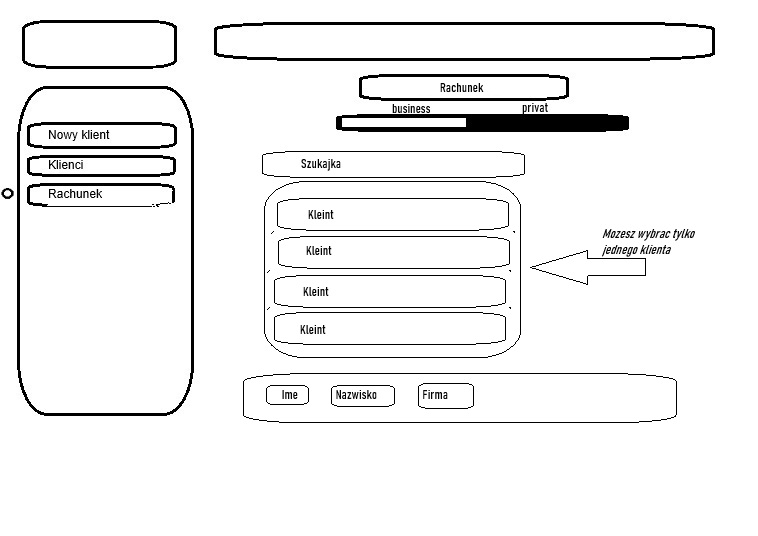 Rachunek
business
privat
Nowy klient
Klienci
Rachunek
Szukajka
Kleint
Kleint
Kleint
Kleint
Mozesz wybrac tylko
jednego klienta
Ime
Nazwisko
Firma